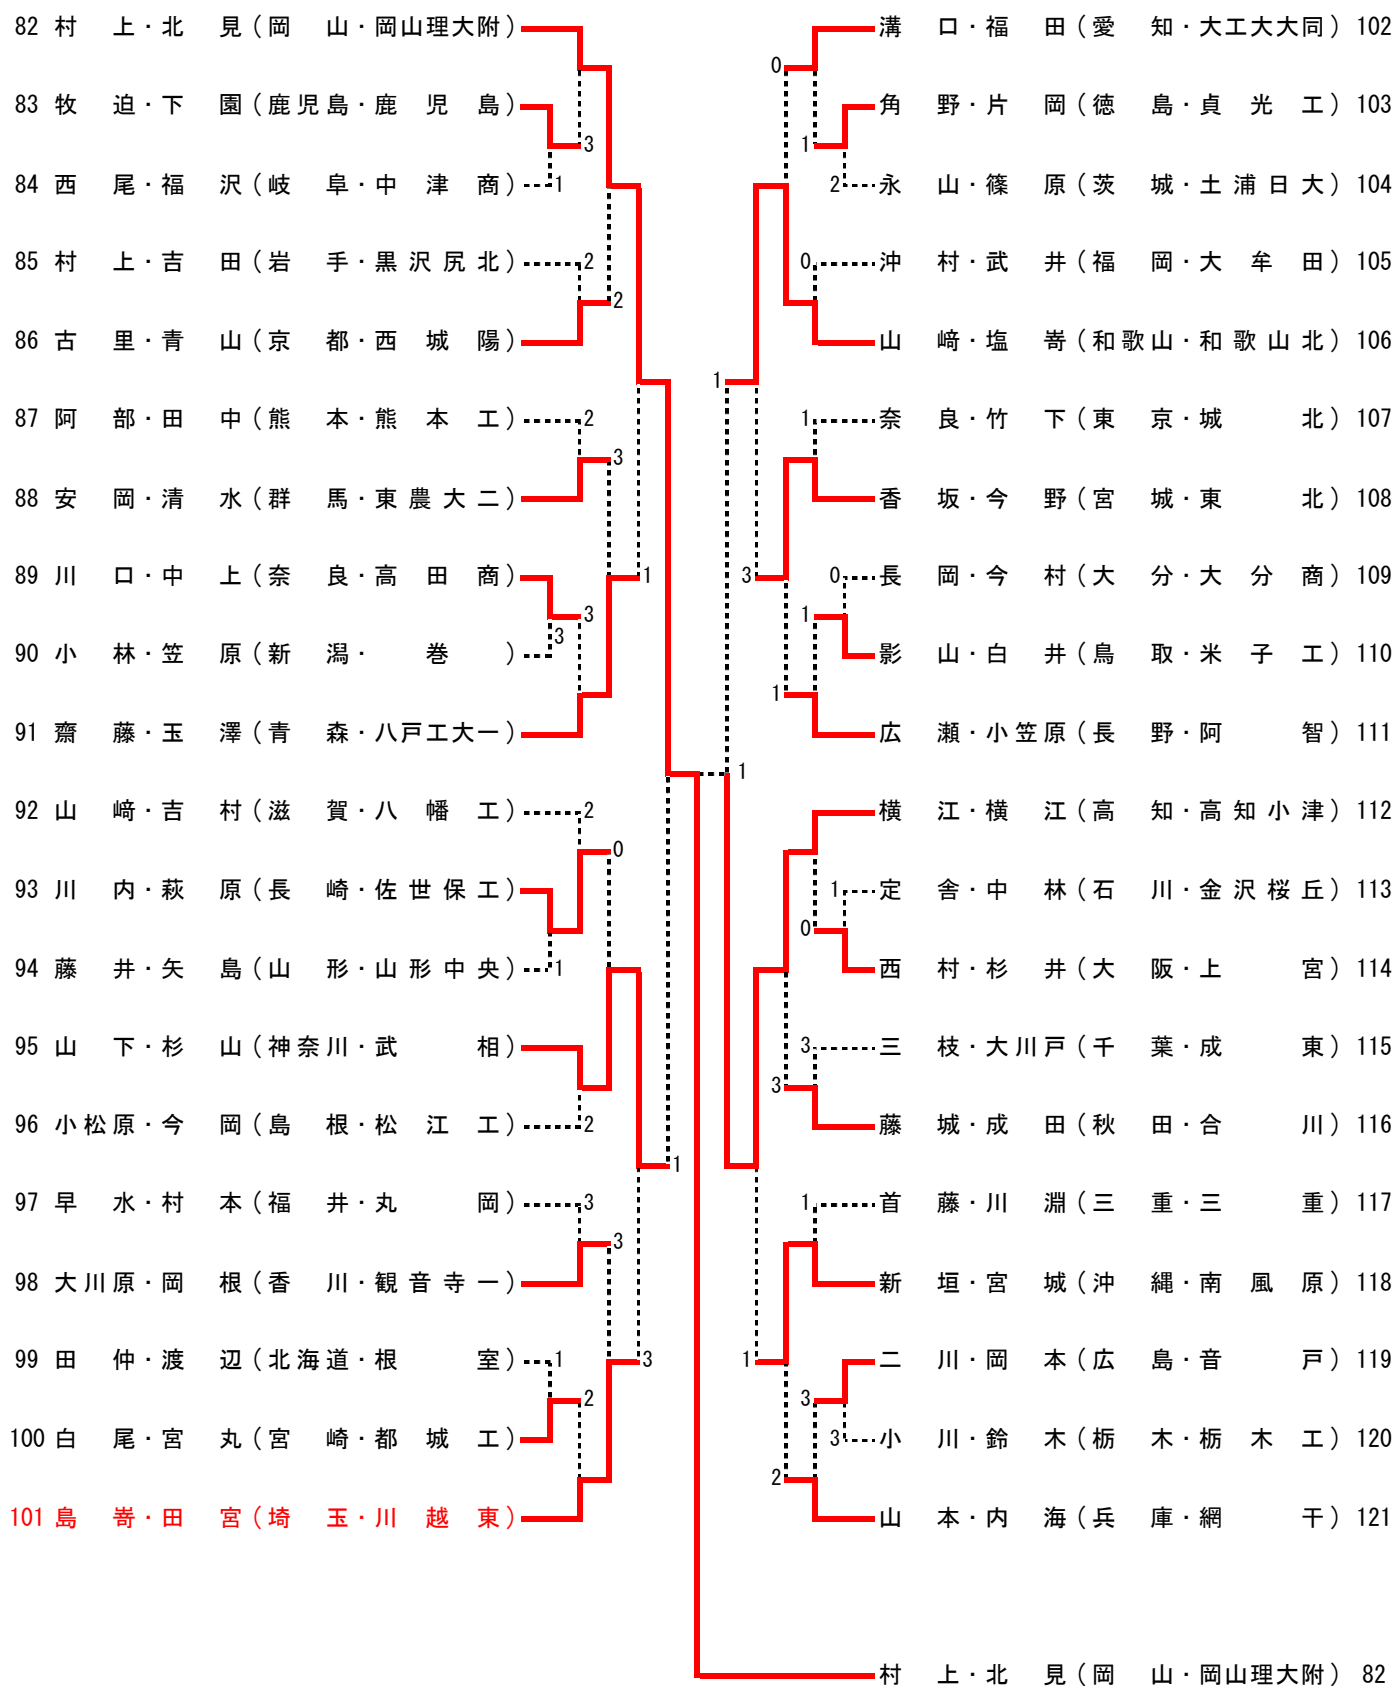 82 村上・北見(岡山・岡山理大附)
83 牧迫・下園(鹿児島・鹿児島)
3
84 西尾・福沢(岐阜・中津商)
1
85 村上・吉田(岩手・黒沢尻北)
2
2
86 古里・青山(京都・西城陽)
87 阿部・田中(熊本・熊本工)
2
3
88 安岡・清水(群馬・東農大二)
89 川口・中上(奈良・高田商)
1
3
3
90 小林・笠原(新潟・巻)
91 齋藤・玉澤(青森・八戸工大一)
92 山﨑・吉村(滋賀・八幡工)
2
0
93 川内・萩原(長崎・佐世保工)
94 藤井・矢島(山形・山形中央)
1
95 山下・杉山(神奈川・武相)
96 小松原・今岡(島根・松江工)
2
1
97 早水・村本(福井・丸岡)
3
3
98 大川原・岡根(香川・観音寺一)
99 田仲・渡辺(北海道・根室)
1
3
2
100 白尾・宮丸(宮崎・都城工)
101 島嵜・田宮(埼玉・川越東)
溝口・福田(愛知・大工大大同) 102
0
角野・片岡(徳島・貞光工) 103
1
2
永山・篠原(茨城・土浦日大) 104
0
沖村・武井(福岡・大牟田) 105
山﨑・塩嵜(和歌山・和歌山北) 106
1
1
奈良・竹下(東京・城北) 107
香坂・今野(宮城・東北) 108
3
0
長岡・今村(大分・大分商) 109
1
影山・白井(鳥取・米子工) 110
1
広瀬・小笠原(長野・阿智) 111
1
横江・横江(高知・高知小津) 112
1
定舎・中林(石川・金沢桜丘) 113
0
西村・杉井(大阪・上宮) 114
3
三枝・大川戸(千葉・成東) 115
3
藤城・成田(秋田・合川) 116
1
首藤・川淵(三重・三重) 117
新垣・宮城(沖縄・南風原) 118
1
二川・岡本(広島・音戸) 119
3
3
小川・鈴木(栃木・栃木工) 120
2
山本・内海(兵庫・網干) 121
村上・北見(岡山・岡山理大附) 82